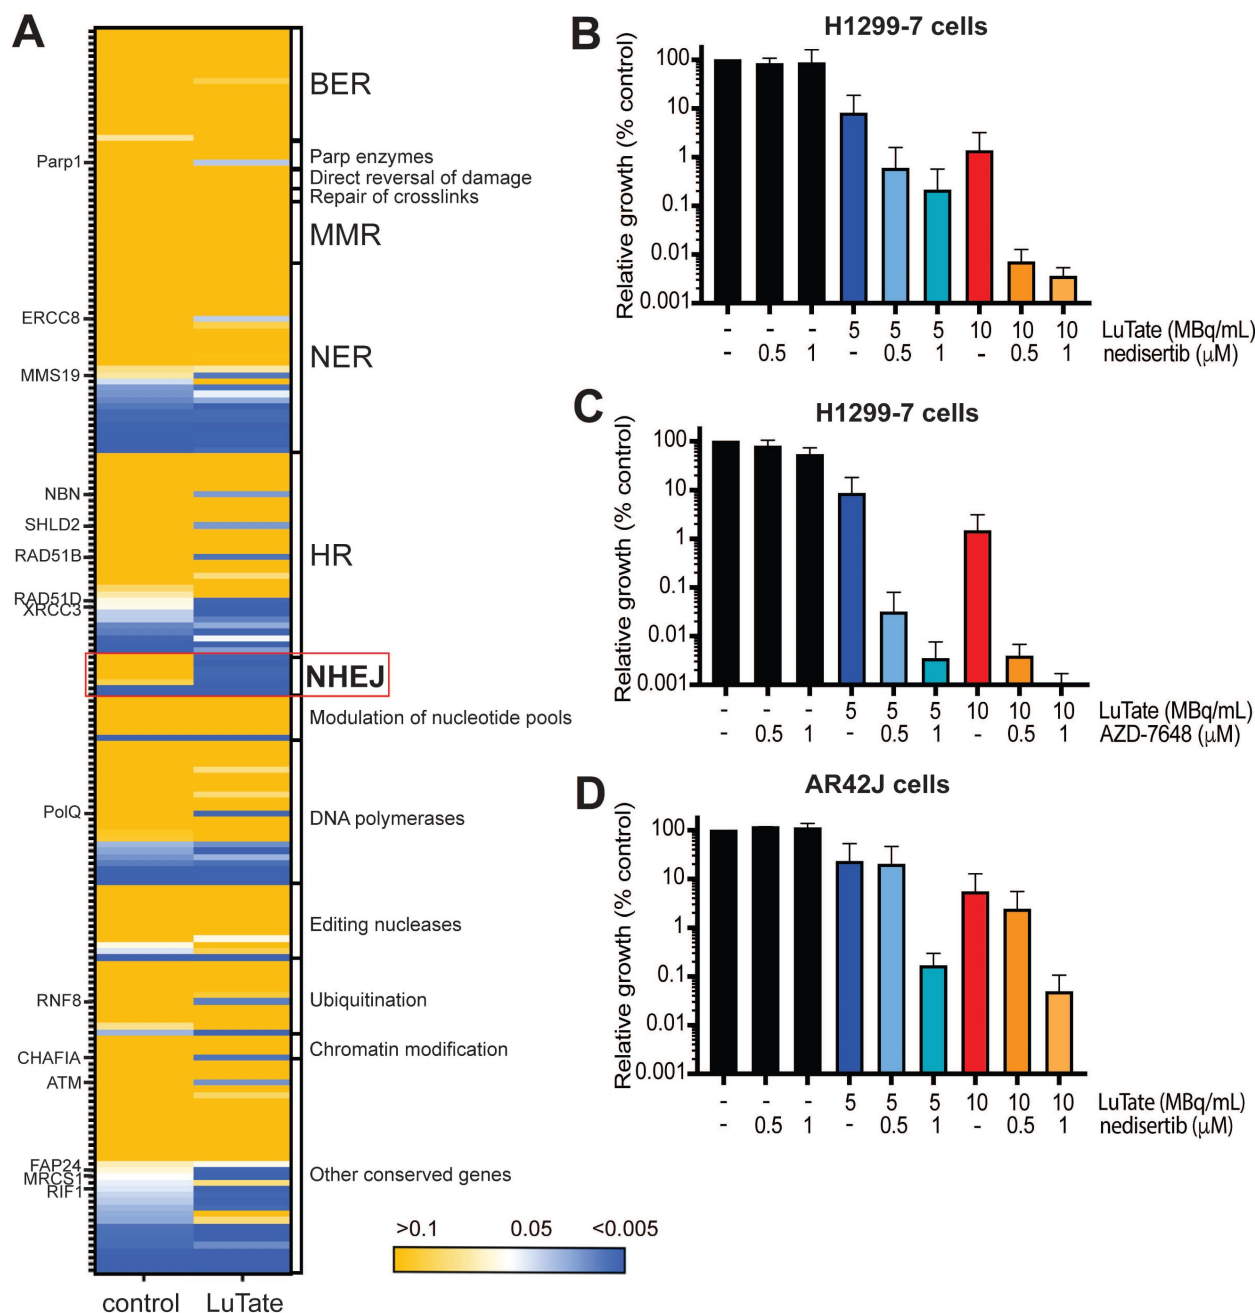 A
Parp1
ERCC8
MMS19
NBN
SHLD2
RAD51B
RAD51D
XRCC3
PolQ
RNF8
CHAFIA
ATM
FAP24
MRCS1
RIF1
BER
Parp enzymes
Direct reversal of damage
Repair of crosslinks
MMR
NER
HR
NHEJ
Modulation of nucleotide pools
DNA polymerases
Editing nucleases
Ubiquitination
Chromatin modification
Other conserved genes
control LuTate
>0.1 0.05 <0.005
B
H1299-7 cells
Relative growth (% control)
100
10
1
0.1
0.01
0.001
- - - 5 5 5 10 10 10 LuTate (MBq/mL)
- 0.5 1 - 0.5 1 - 0.5 1 nedisertib (μM)
C
H1299-7 cells
Relative growth (% control)
100
10
1
0.1
0.01
0.001
- - - 5 5 5 10 10 10 LuTate (MBq/mL)
- 0.5 1 - 0.5 1 - 0.5 1 AZD-7648 (μM)
D
AR42J cells
Relative growth (% control)
100
10
1
0.1
0.01
0.001
- - - 5 5 5 10 10 10 LuTate (MBq/mL)
- 0.5 1 - 0.5 1 - 0.5 1 nedisertib (μM)